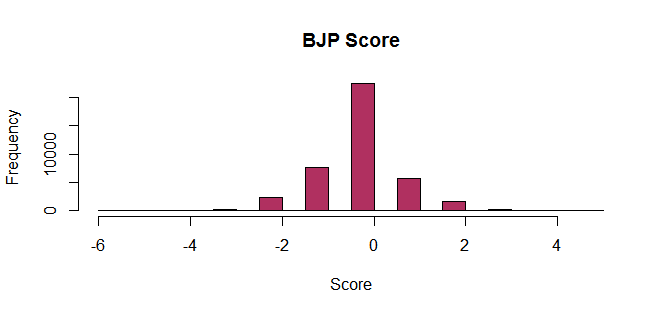 BJP Score
Frequency
10000
0
-6 -4 -2 0 2 4
Score